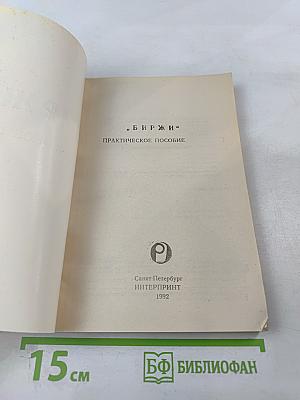 „БИРЖИ“
ПРАКТИЧЕСКОЕ ПОСОБИЕ
Санкт-Петербург
ИНТЕРПРИНТ
1992
15 см
БФ БИБЛИОФАН